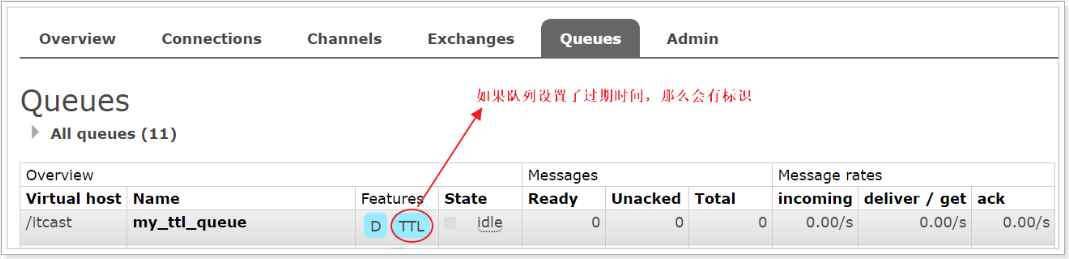 Overview Connections Channels Exchanges Queues Admin
Queues
如果队列设置了过期时间，那么会有标识
All queues (11)
Overview Messages Message rates
Virtual host Name Features State Ready Unacked Total incoming deliver / get ack
/itcast my_ttl_queue D TTL idle 0 0 0 0.00/s 0.00/s 0.00/s